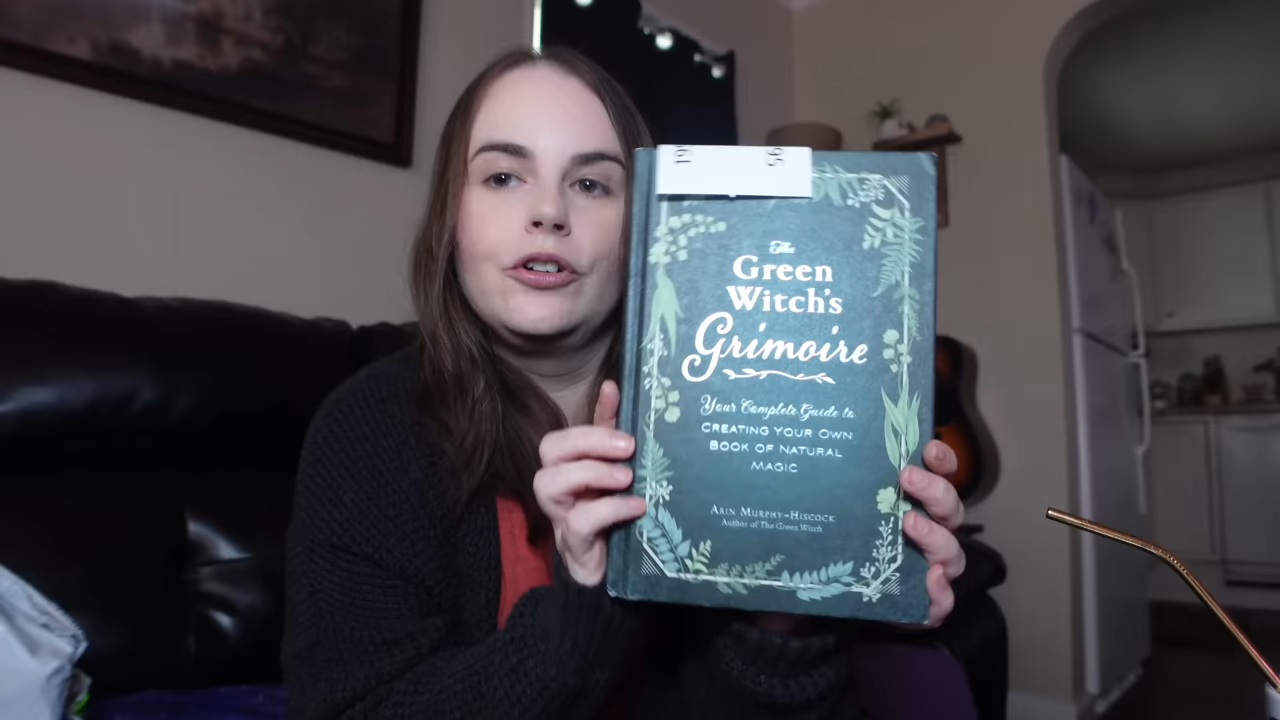 The
Green
Witch's
Grimoire
Your Complete Guide to
CREATING YOUR OWN
BOOK OF NATURAL
MAGIC
ARIN MURPHY-HISCOCK
Author of The Green Witch